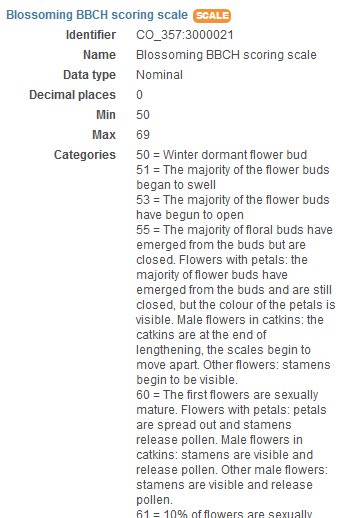 Blossoming BBCH scoring scale SCALE
Identifier CO_357:3000021
Name Blossoming BBCH scoring scale
Data type Nominal
Decimal places 0
Min 50
Max 69
Categories 50 = Winter dormant flower bud
51 = The majority of the flower buds
began to swell
53 = The majority of the flower buds
have begun to open
55 = The majority of floral buds have
emerged from the buds but are
closed. Flowers with petals: the
majority of flower buds have
emerged from the buds and are still
closed, but the colour of the petals is
visible. Male flowers in catkins: the
catkins are at the end of
lengthening, the scales begin to
move apart. Other flowers: stamens
begin to be visible.
60 = The first flowers are sexually
mature. Flowers with petals: petals
are spread out and stamens
release pollen. Male flowers in
catkins: stamens are visible and
release pollen. Other male flowers:
stamens are visible and release
pollen.
61 = 10% of flowers are sexually